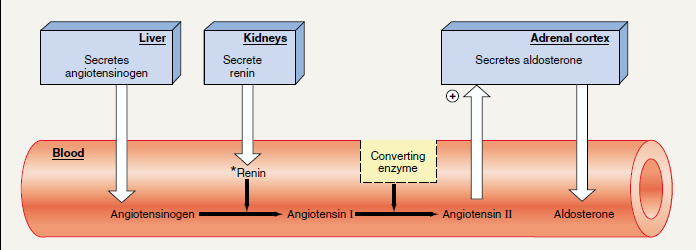 Liver
Secretes
angiotensinogen
Kidneys
Secrete
renin
Adrenal cortex
Secretes aldosterone
+
Blood
*Renin
Converting
enzyme
Angiotensinogen
Angiotensin I
Angiotensin II
Aldosterone